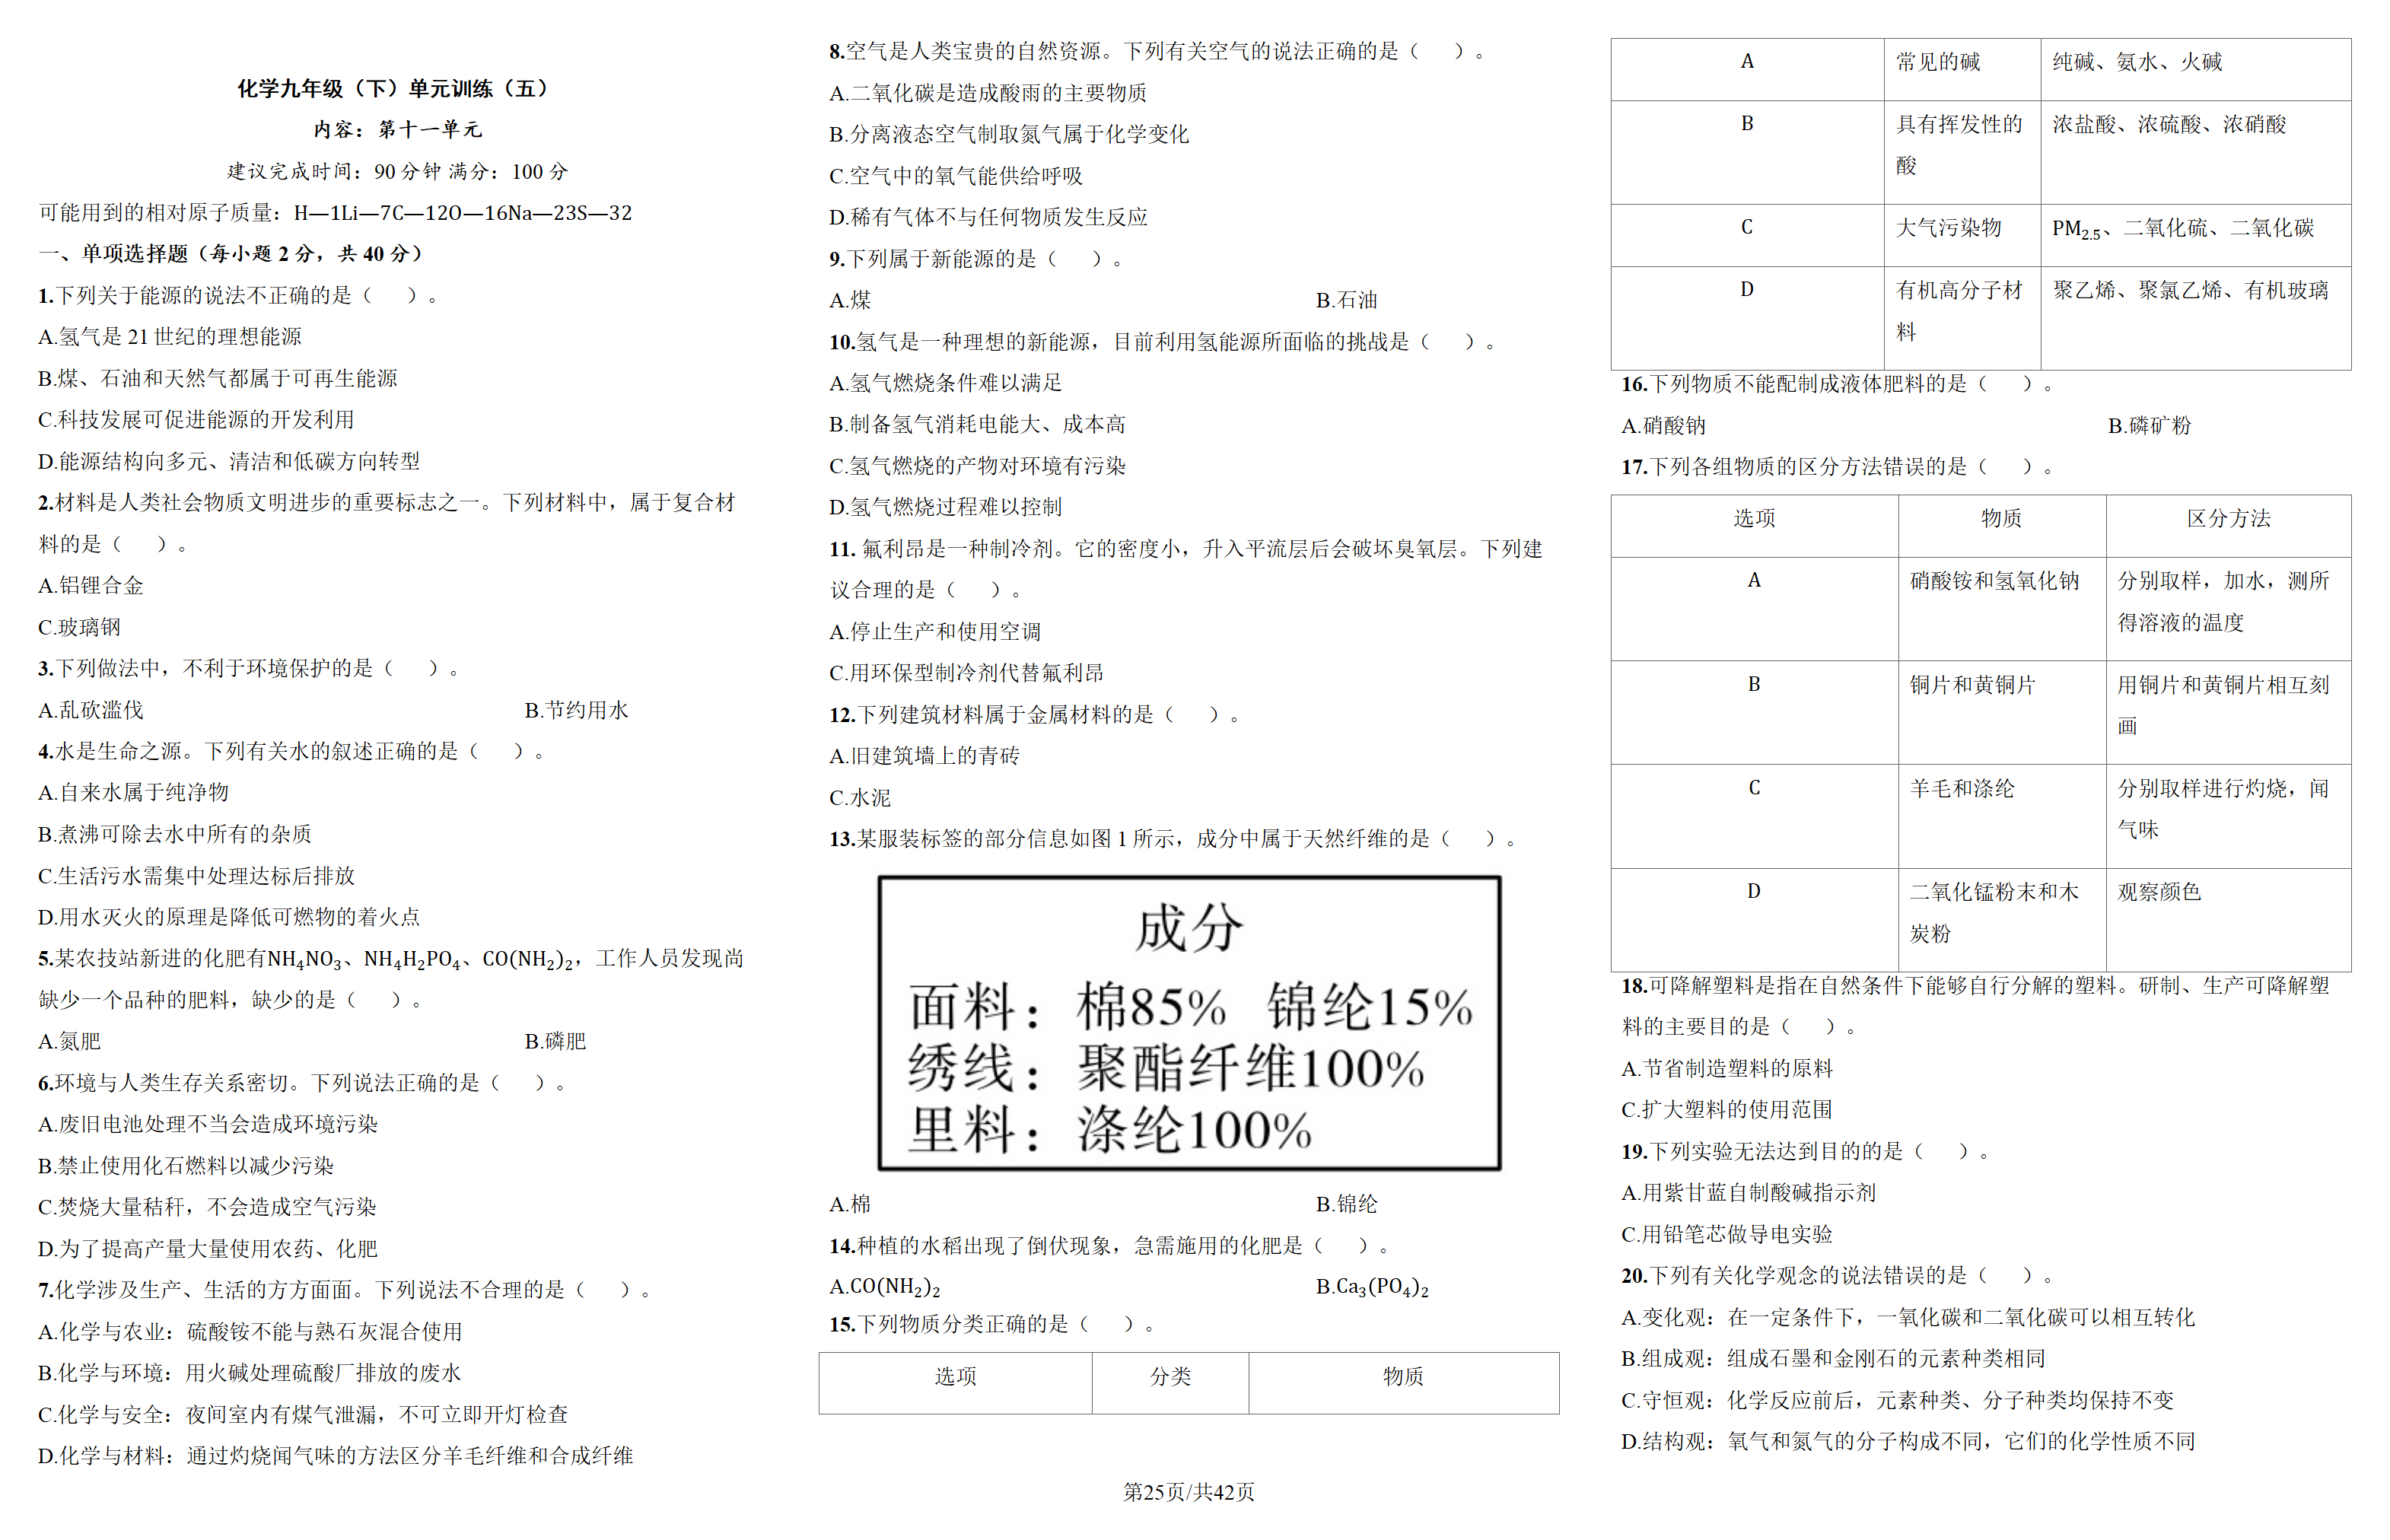 化学九年级（下）单元训练（五）
内容：第十一单元
建议完成时间：90分钟 满分：100分
可能用到的相对原子质量：H—1Li—7C—12O—16Na—23S—32
一、单项选择题（每小题2分，共40分）
1.下列关于能源的说法不正确的是（ ）。
A.氢气是21世纪的理想能源
B.煤、石油和天然气都属于可再生能源
C.科技发展可促进能源的开发利用
D.能源结构向多元、清洁和低碳方向转型
2.材料是人类社会物质文明进步的重要标志之一。下列材料中，属于复合材
料的是（ ）。
A.铝锂合金
C.玻璃钢
3.下列做法中，不利于环境保护的是（ ）。
A.乱砍滥伐 B.节约用水
4.水是生命之源。下列有关水的叙述正确的是（ ）。
A.自来水属于纯净物
B.煮沸可除去水中所有的杂质
C.生活污水需集中处理达标后排放
D.用水灭火的原理是降低可燃物的着火点
5.某农技站新进的化肥有NH₄NO₃、NH₄H₂PO₄、CO(NH₂)₂，工作人员发现尚
缺少一个品种的肥料，缺少的是（ ）。
A.氮肥 B.磷肥
6.环境与人类生存关系密切。下列说法正确的是（ ）。
A.废旧电池处理不当会造成环境污染
B.禁止使用化石燃料以减少污染
C.焚烧大量秸秆，不会造成空气污染
D.为了提高产量大量使用农药、化肥
7.化学涉及生产、生活的方方面面。下列说法不合理的是（ ）。
A.化学与农业：硫酸铵不能与熟石灰混合使用
B.化学与环境：用火碱处理硫酸厂排放的废水
C.化学与安全：夜间室内有煤气泄漏，不可立即开灯检查
D.化学与材料：通过灼烧闻气味的方法区分羊毛纤维和合成纤维
8.空气是人类宝贵的自然资源。下列有关空气的说法正确的是（ ）。
A.二氧化碳是造成酸雨的主要物质
B.分离液态空气制取氮气属于化学变化
C.空气中的氧气能供给呼吸
D.稀有气体不与任何物质发生反应
9.下列属于新能源的是（ ）。
A.煤 B.石油
10.氢气是一种理想的新能源，目前利用氢能源所面临的挑战是（ ）。
A.氢气燃烧条件难以满足
B.制备氢气消耗电能大、成本高
C.氢气燃烧的产物对环境有污染
D.氢气燃烧过程难以控制
11. 氟利昂是一种制冷剂。它的密度小，升入平流层后会破坏臭氧层。下列建
议合理的是（ ）。
A.停止生产和使用空调
C.用环保型制冷剂代替氟利昂
12.下列建筑材料属于金属材料的是（ ）。
A.旧建筑墙上的青砖
C.水泥
13.某服装标签的部分信息如图1所示，成分中属于天然纤维的是（ ）。
成分
面料：棉85% 锦纶15%
绣线：聚酯纤维100%
里料：涤纶100%
A.棉 B.锦纶
14.种植的水稻出现了倒伏现象，急需施用的化肥是（ ）。
A.CO(NH₂)₂ B.Ca₃(PO₄)₂
15.下列物质分类正确的是（ ）。
选项 分类 物质
第25页/共42页
A 常见的碱 纯碱、氨水、火碱
B 具有挥发性的 浓盐酸、浓硫酸、浓硝酸
酸
C 大气污染物 PM₂.₅、二氧化硫、二氧化碳
D 有机高分子材 聚乙烯、聚氯乙烯、有机玻璃
料
16.下列物质不能配制成液体肥料的是（ ）。
A.硝酸钠 B.磷矿粉
17.下列各组物质的区分方法错误的是（ ）。
选项 物质 区分方法
A 硝酸铵和氢氧化钠 分别取样，加水，测所
得溶液的温度
B 铜片和黄铜片 用铜片和黄铜片相互刻
画
C 羊毛和涤纶 分别取样进行灼烧，闻
气味
D 二氧化锰粉末和木 观察颜色
炭粉
18.可降解塑料是指在自然条件下能够自行分解的塑料。研制、生产可降解塑
料的主要目的是（ ）。
A.节省制造塑料的原料
C.扩大塑料的使用范围
19.下列实验无法达到目的的是（ ）。
A.用紫甘蓝自制酸碱指示剂
C.用铅笔芯做导电实验
20.下列有关化学观念的说法错误的是（ ）。
A.变化观：在一定条件下，一氧化碳和二氧化碳可以相互转化
B.组成观：组成石墨和金刚石的元素种类相同
C.守恒观：化学反应前后，元素种类、分子种类均保持不变
D.结构观：氧气和氮气的分子构成不同，它们的化学性质不同